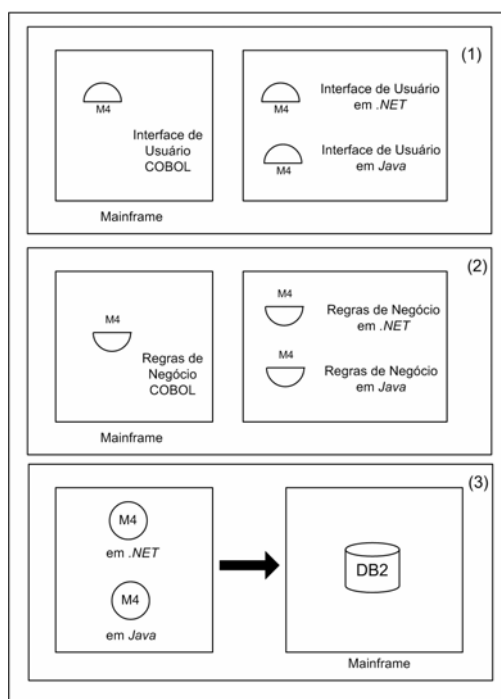 (1)
M4
Interface de
Usuário
COBOL
Mainframe
M4
Interface de Usuário
em .NET
M4
Interface de Usuário
em Java
(2)
M4
Regras de
Negócio
COBOL
Mainframe
M4
Regras de Negócio
em .NET
M4
Regras de Negócio
em Java
(3)
M4
em .NET
M4
em Java
DB2
Mainframe